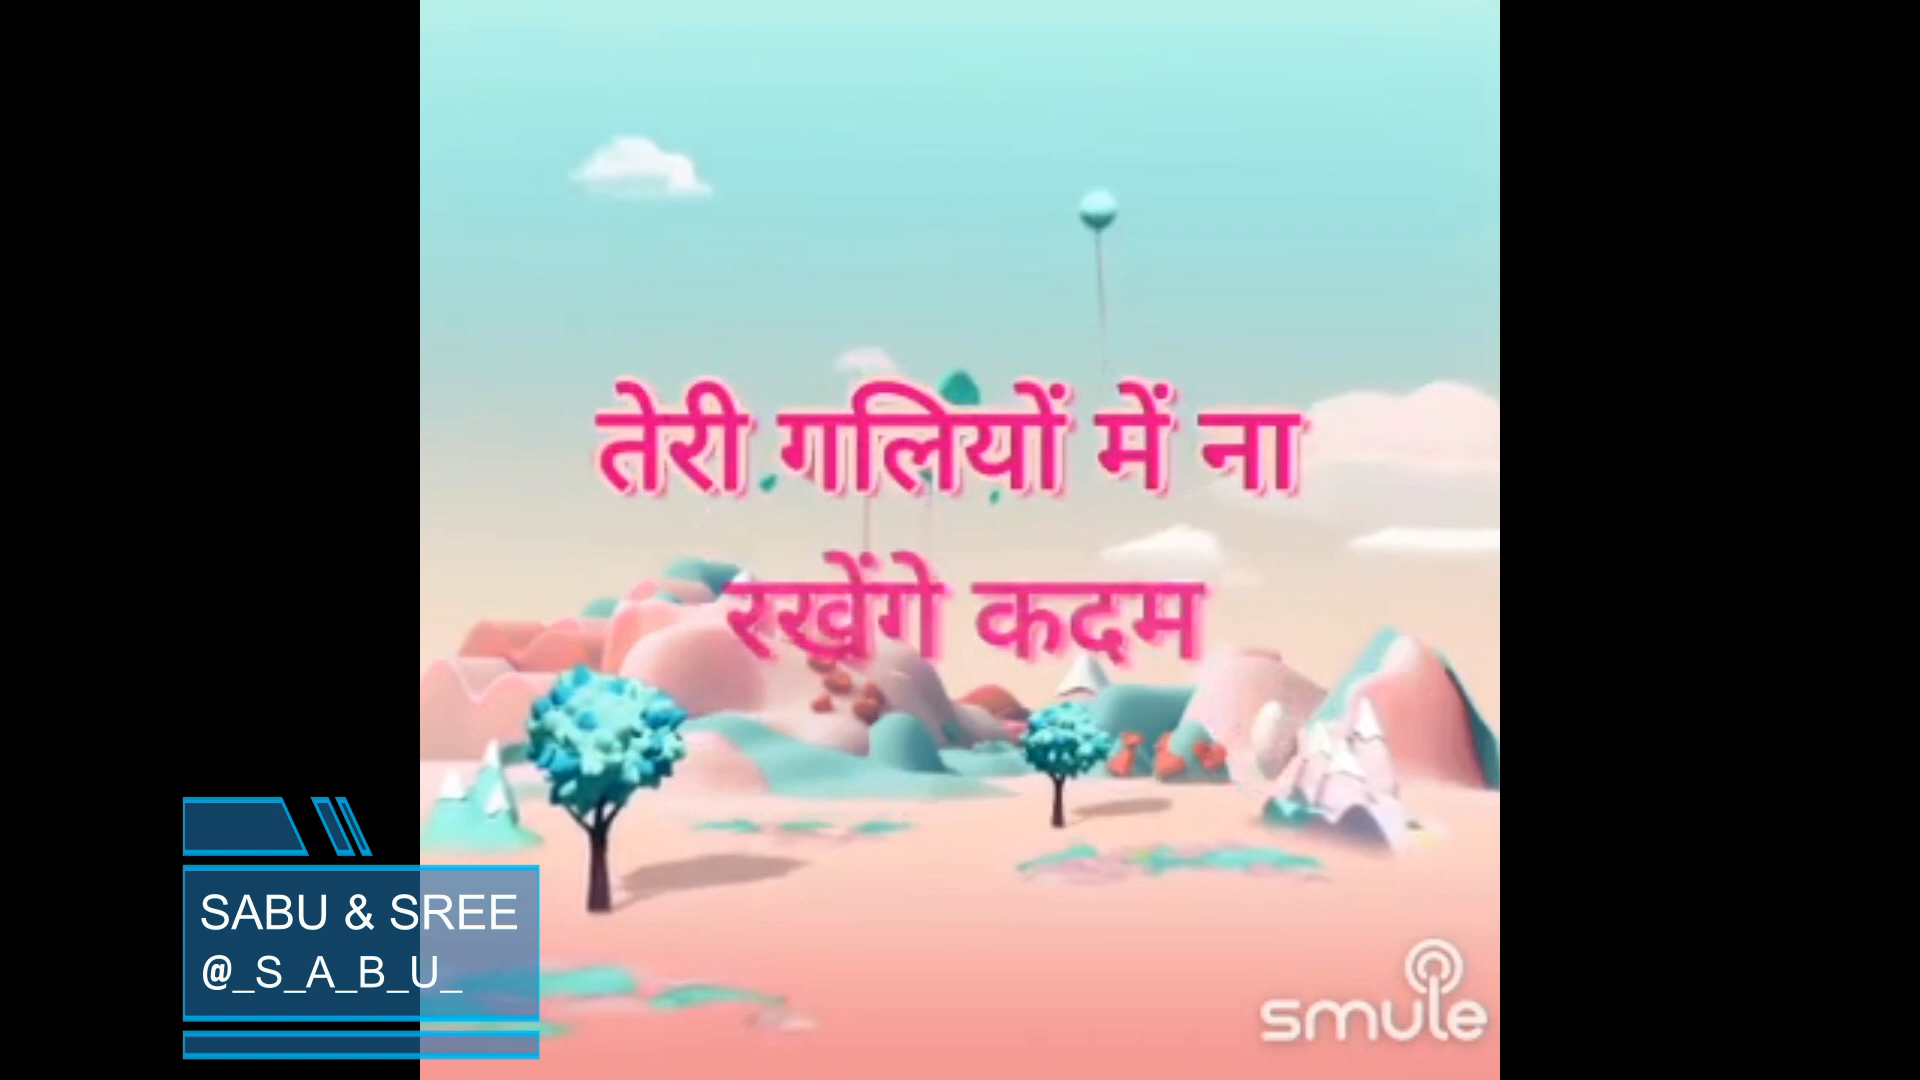 तेरी गलियों में ना
रखेंगे कदम
SABU & SREE
@_S_A_B_U_
smule